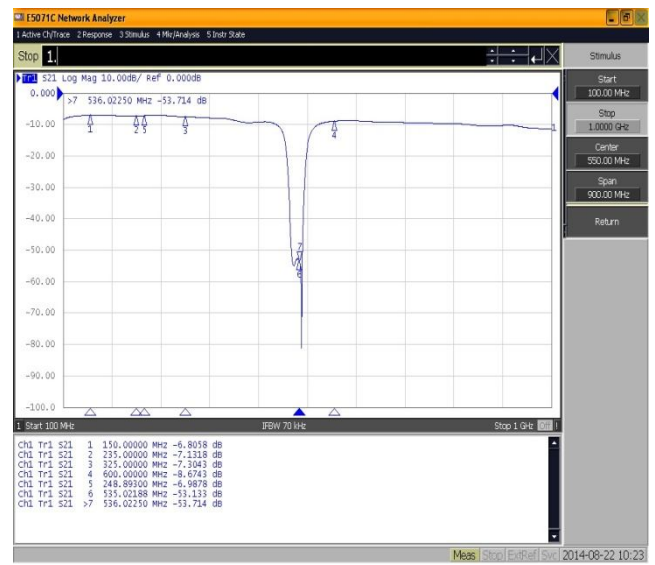 E5071C Network Analyzer
1 Active Ch/Trace 2 Response 3 Stimulus 4 Mkr/Analysis 5 Instr State
Stop 1.
Stimulus
Tr1 S21 Log Mag 10.00dB/ Ref 0.000dB
>7 536.02250 MHz -53.714 dB
0.000
-10.00
-20.00
-30.00
-40.00
-50.00
-60.00
-70.00
-80.00
-90.00
-100.0
1
2
5
3
4
7
6
1
Start
100.00 MHz
Stop
1.0000 GHz
Center
550.00 MHz
Span
900.00 MHz
Return
1 Start 100 MHz
IFBW 70 kHz
Stop 1 GHz Off
Ch1 Tr1 S21 1 150.00000 MHz -6.8058 dB
Ch1 Tr1 S21 2 235.00000 MHz -7.1318 dB
Ch1 Tr1 S21 3 325.00000 MHz -7.3043 dB
Ch1 Tr1 S21 4 600.00000 MHz -8.6743 dB
Ch1 Tr1 S21 5 248.89300 MHz -6.9878 dB
Ch1 Tr1 S21 6 535.02188 MHz -53.133 dB
Ch1 Tr1 S21 >7 536.02250 MHz -53.714 dB
Meas Stop ExtRef Svc 2014-08-22 10:23